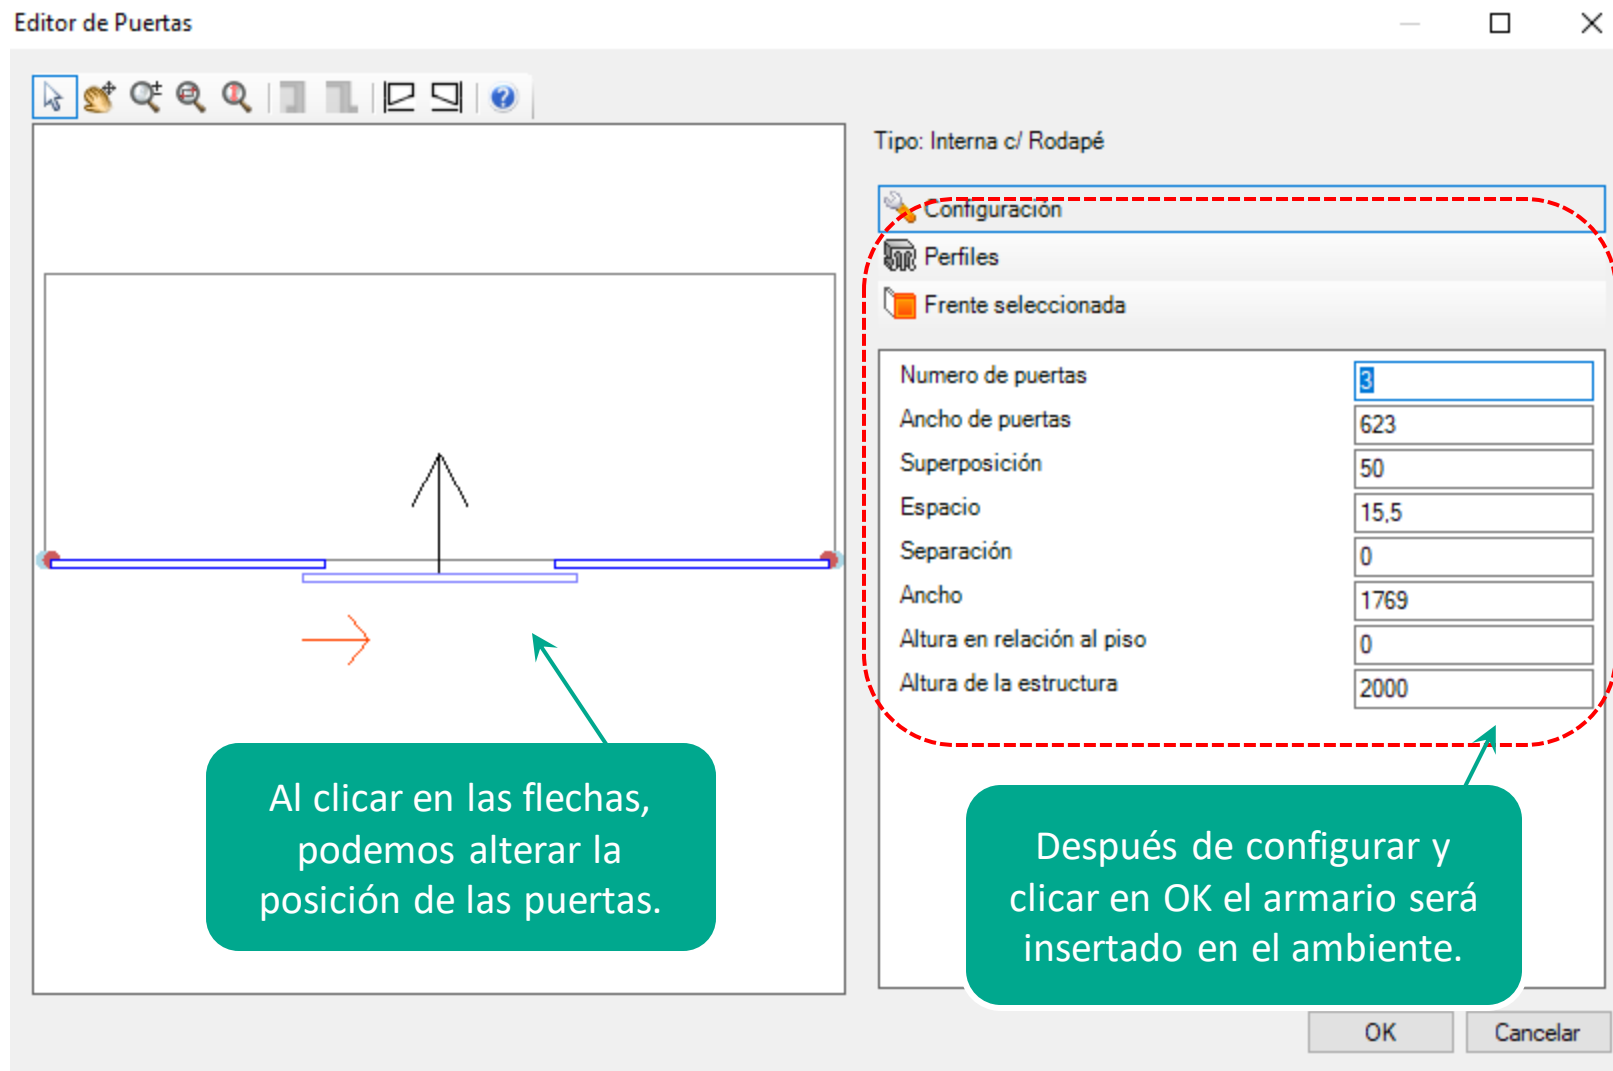 Editor de Puertas
Tipo: Interna c/ Rodapé
Configuración
Perfiles
Frente seleccionada
Numero de puertas 3
Ancho de puertas 623
Superposición 50
Espacio 15,5
Separación 0
Ancho 1769
Altura en relación al piso 0
Altura de la estructura 2000
Al clicar en las flechas,
podemos alterar la
posición de las puertas.
Después de configurar y
clicar en OK el armario será
insertado en el ambiente.
OK Cancelar